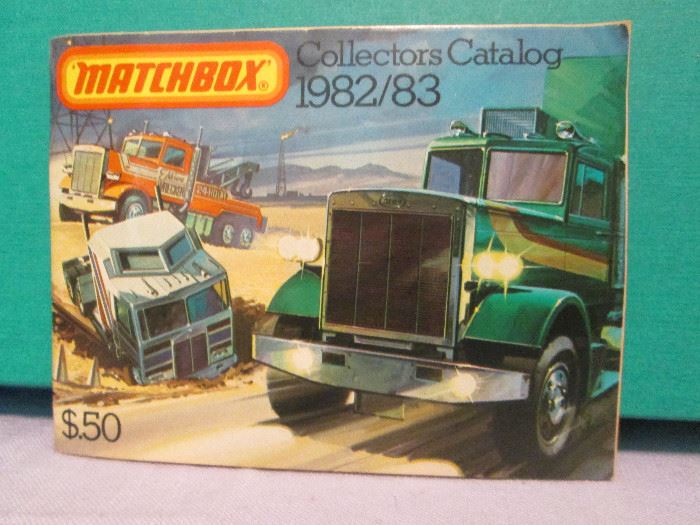 'MATCHBOX'®
Collectors Catalog
1982/83
$.50